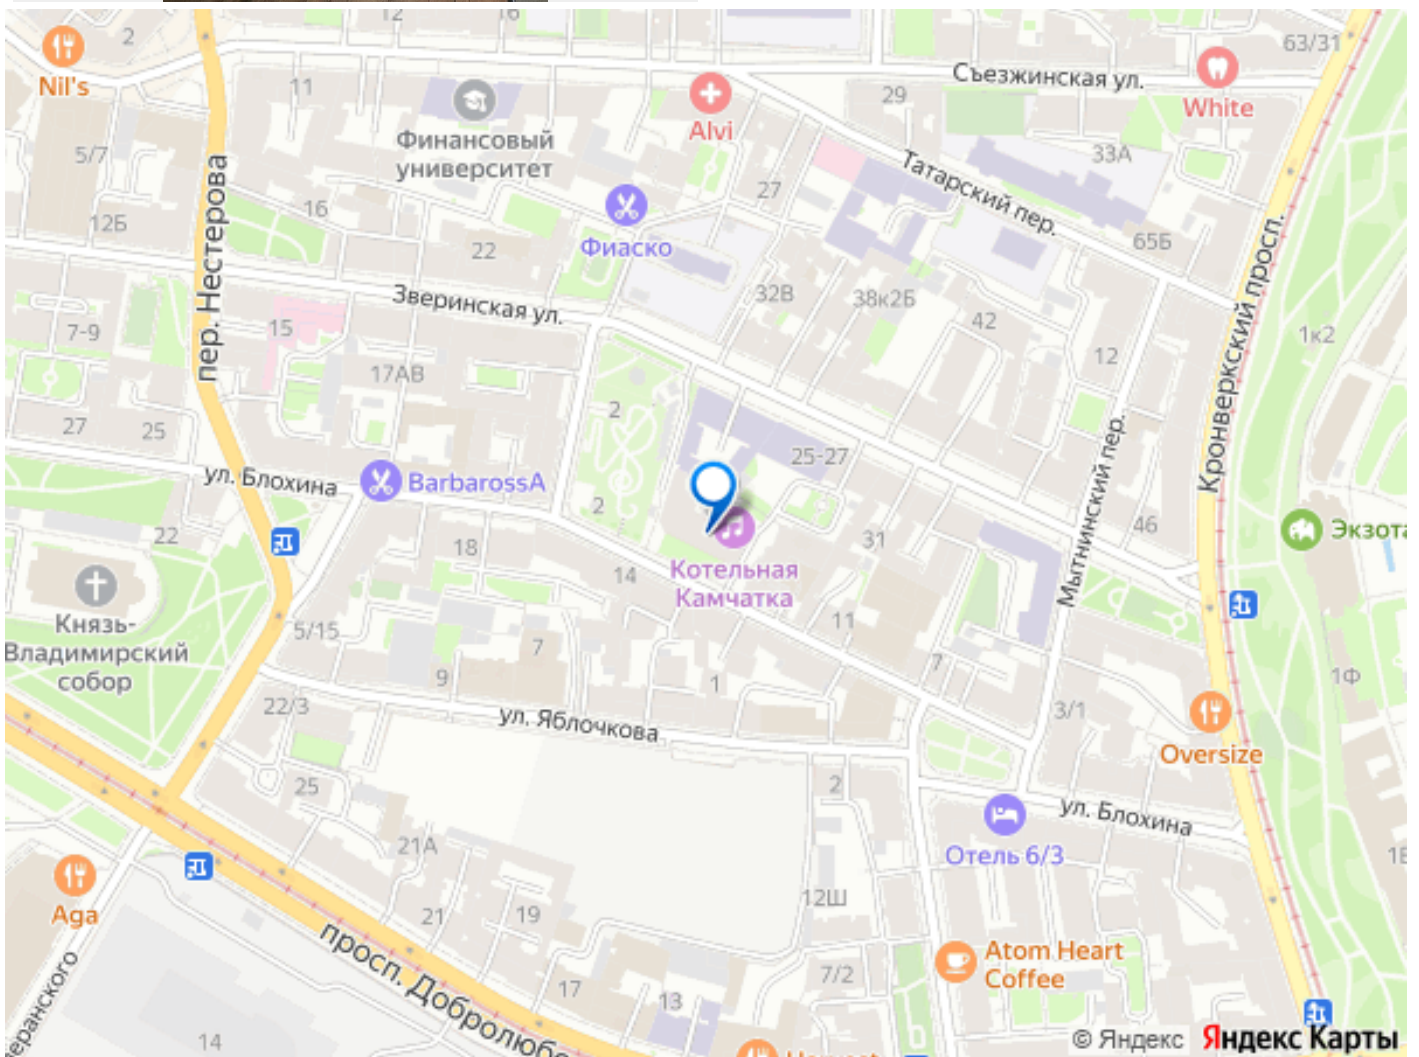 12
16
63/31
2
Nil's
11
Съезжинская ул.
White
29
Alvi
Финансовый
университет
5/7
33А
Татарский пер.
27
пер. Нестерова
16
12Б
Фиаско
22
65Б
Зверинская ул.
32В
38к2Б
42
Кронверкский просп.
1к2
7-9
15
12
17АВ
2
27
25
25-27
ул. Блохина
BarbarossA
Мытнинский пер.
2
46
Экзота
22
18
31
14
Котельная
Камчатка
Князь-
Владимирский
собор
5/15
11
7
7
9
1
1Ф
22/3
ул. Яблочкова
3/1
Oversize
25
2
ул. Блохина
21А
Отель 6/3
Aga
12Ш
21
19
просп. Добролюбо
Atom Heart
Coffee
7/2
17
13
еранского
14
© Яндекс
Яндекс Карты